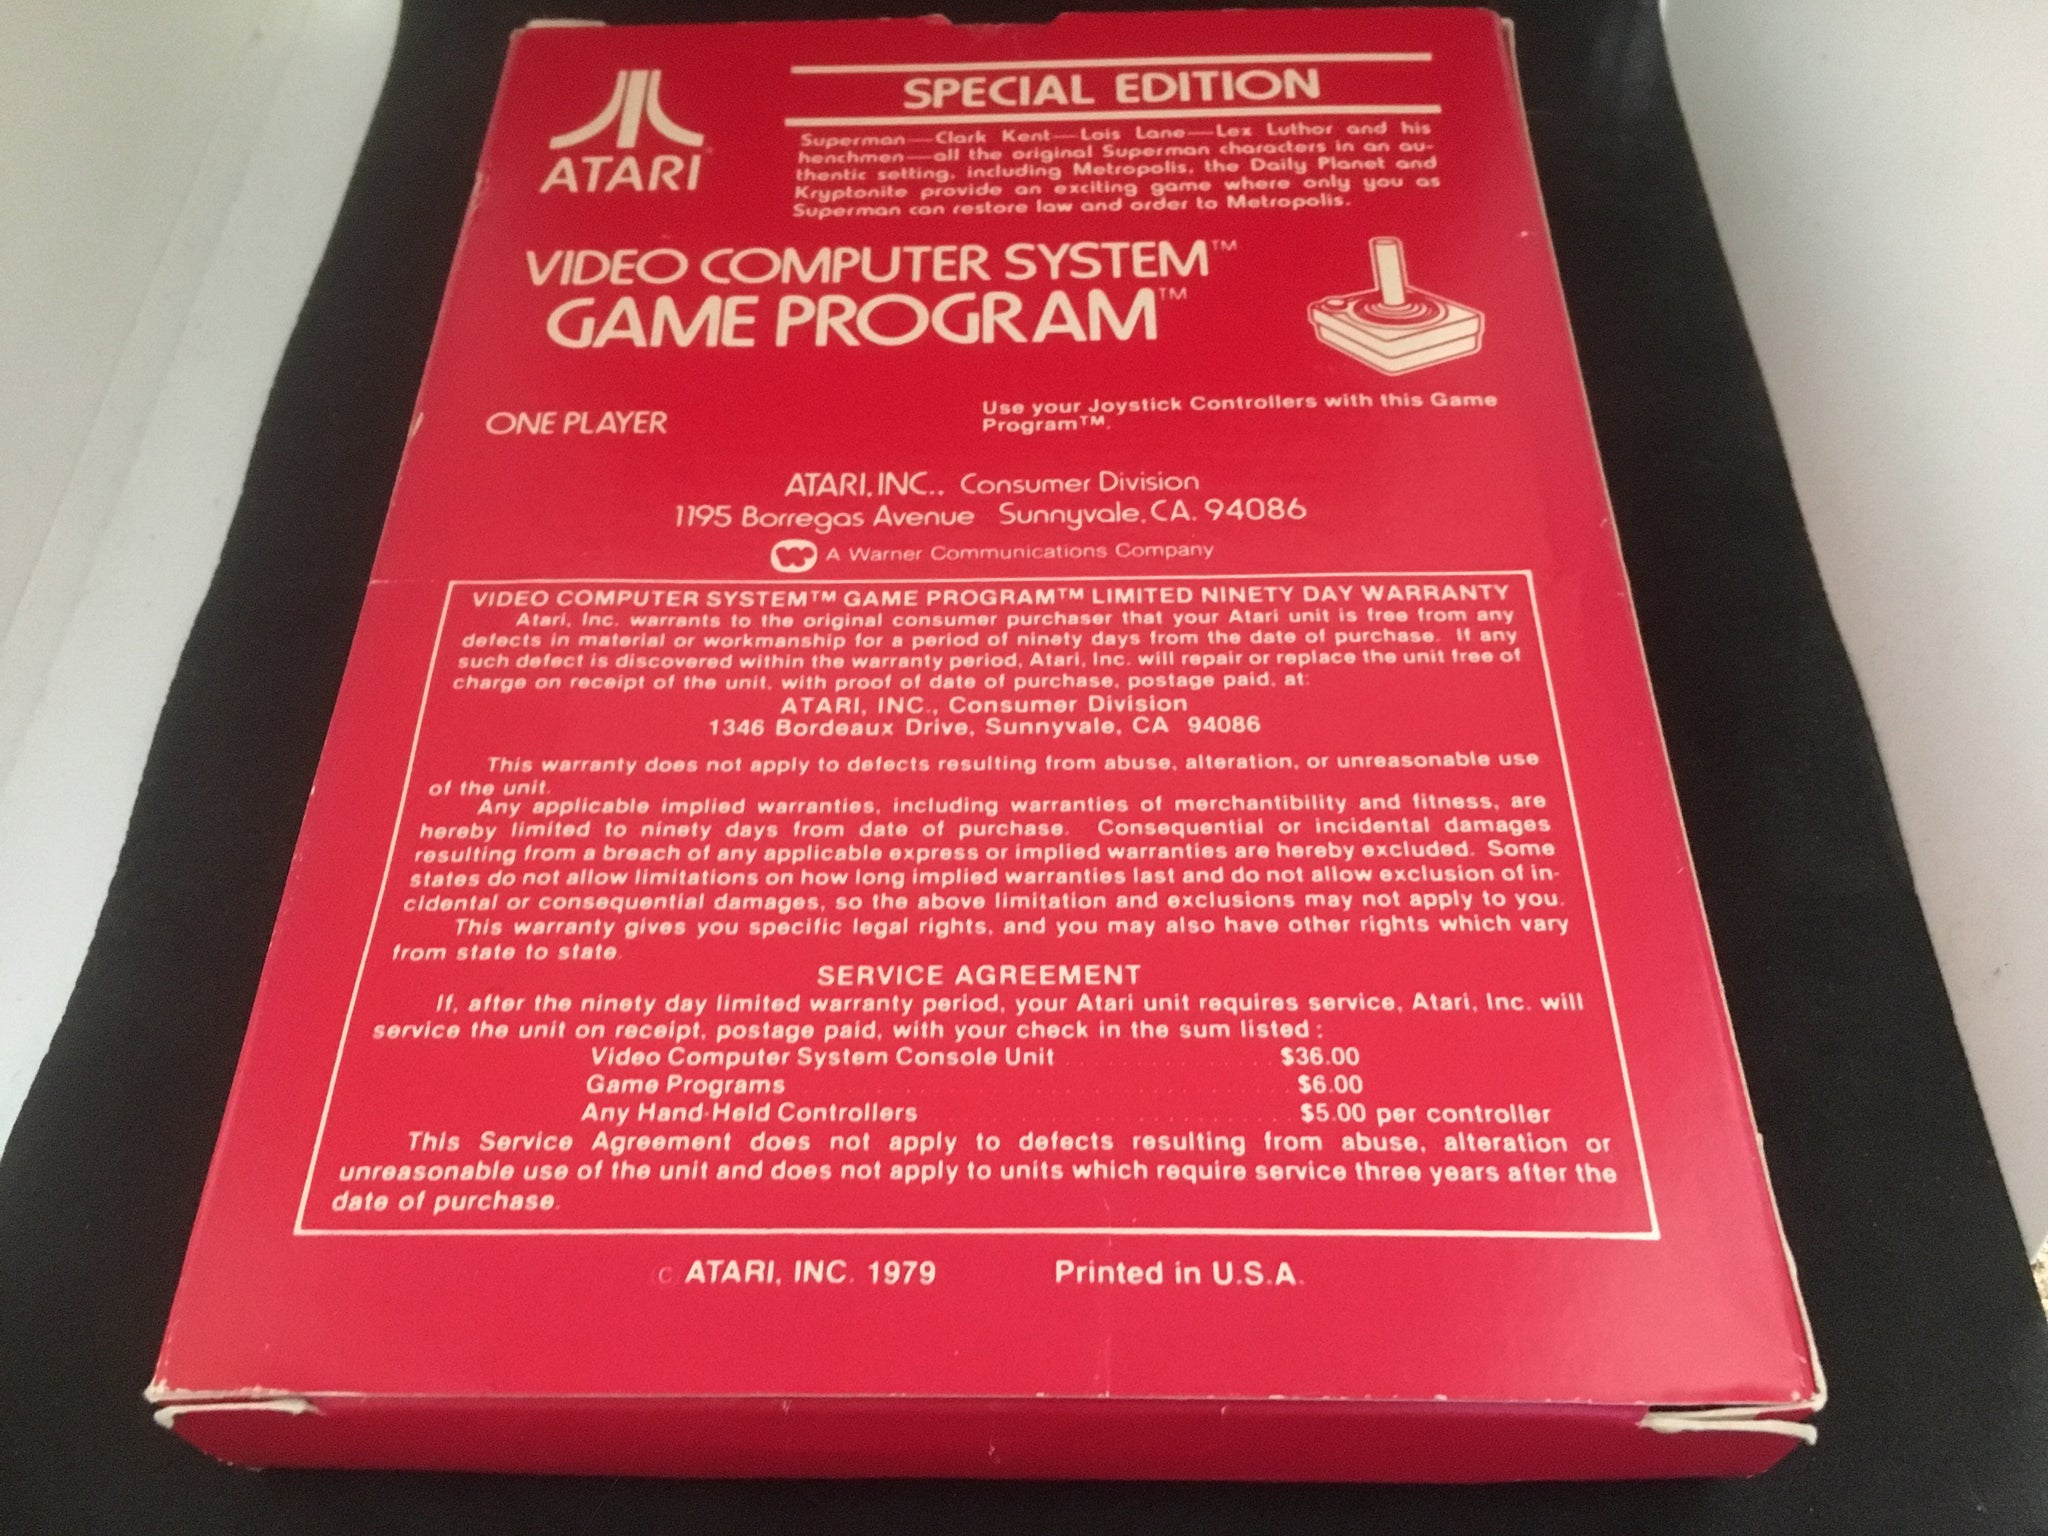 ATARI®
SPECIAL EDITION
Superman—Clark Kent—Lois Lane—Lex Luthor and his
henchmen—all the original Superman characters in an au-
thentic setting, including Metropolis, the Daily Planet and
Kryptonite provide an exciting game where only you as
Superman can restore law and order to Metropolis.
VIDEO COMPUTER SYSTEM™
GAME PROGRAM™
ONE PLAYER
Use your Joystick Controllers with this Game
Program™.
ATARI, INC., Consumer Division
1195 Borregas Avenue Sunnyvale, CA. 94086
A Warner Communications Company
VIDEO COMPUTER SYSTEM™ GAME PROGRAM™ LIMITED NINETY DAY WARRANTY
Atari, Inc. warrants to the original consumer purchaser that your Atari unit is free from any
defects in material or workmanship for a period of ninety days from the date of purchase. If any
such defect is discovered within the warranty period, Atari, Inc. will repair or replace the unit free of
charge on receipt of the unit, with proof of date of purchase, postage paid, at:
ATARI, INC., Consumer Division
1346 Bordeaux Drive, Sunnyvale, CA 94086
This warranty does not apply to defects resulting from abuse, alteration, or unreasonable use
of the unit.
Any applicable implied warranties, including warranties of merchantibility and fitness, are
hereby limited to ninety days from date of purchase. Consequential or incidental damages
resulting from a breach of any applicable express or implied warranties are hereby excluded. Some
states do not allow limitations on how long implied warranties last and do not allow exclusion of in-
cidental or consequential damages, so the above limitation and exclusions may not apply to you.
This warranty gives you specific legal rights, and you may also have other rights which vary
from state to state.
SERVICE AGREEMENT
If, after the ninety day limited warranty period, your Atari unit requires service, Atari, Inc. will
service the unit on receipt, postage paid, with your check in the sum listed:
Video Computer System Console Unit . . . . . . . . . . . . $36.00
Game Programs . . . . . . . . . . . . $6.00
Any Hand-Held Controllers . . . . . . . . . . . . $5.00 per controller
This Service Agreement does not apply to defects resulting from abuse, alteration or
unreasonable use of the unit and does not apply to units which require service three years after the
date of purchase.
© ATARI, INC. 1979 Printed in U.S.A.